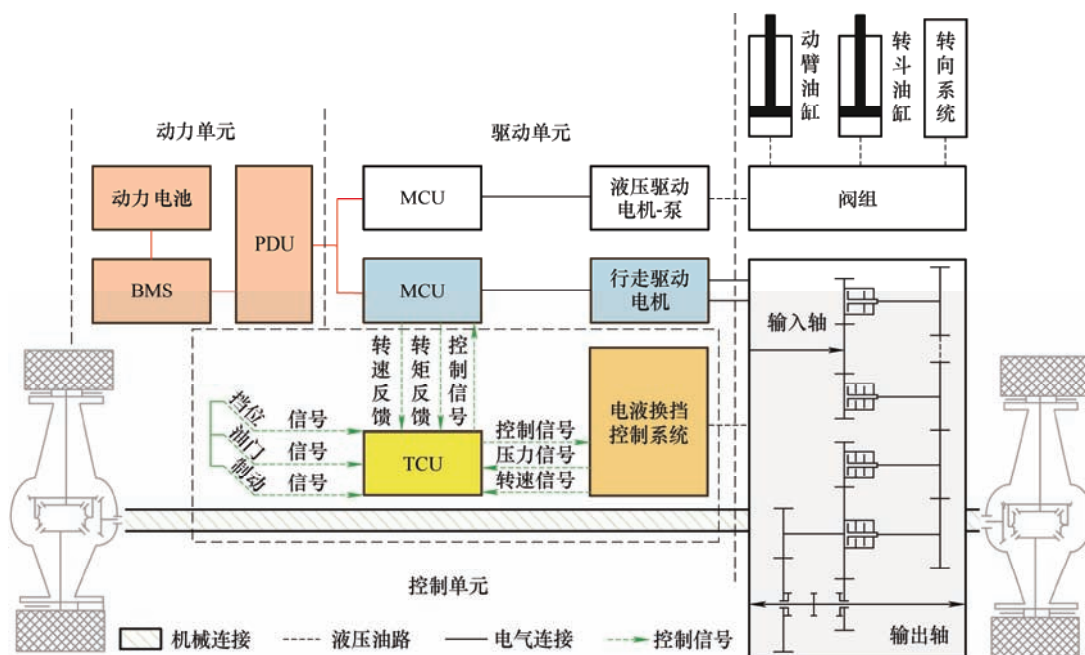 动力单元
驱动单元
动臂油缸
转斗油缸
转向系统
动力电池
BMS
PDU
MCU
液压驱动
电机-泵
阀组
MCU
行走驱动
电机
输入轴
转速反馈
转矩反馈
控制信号
电液换挡
控制系统
挡位 信号
油门 信号
制动 信号
TCU
控制信号
压力信号
转速信号
控制单元
输出轴
机械连接
液压油路
电气连接
控制信号